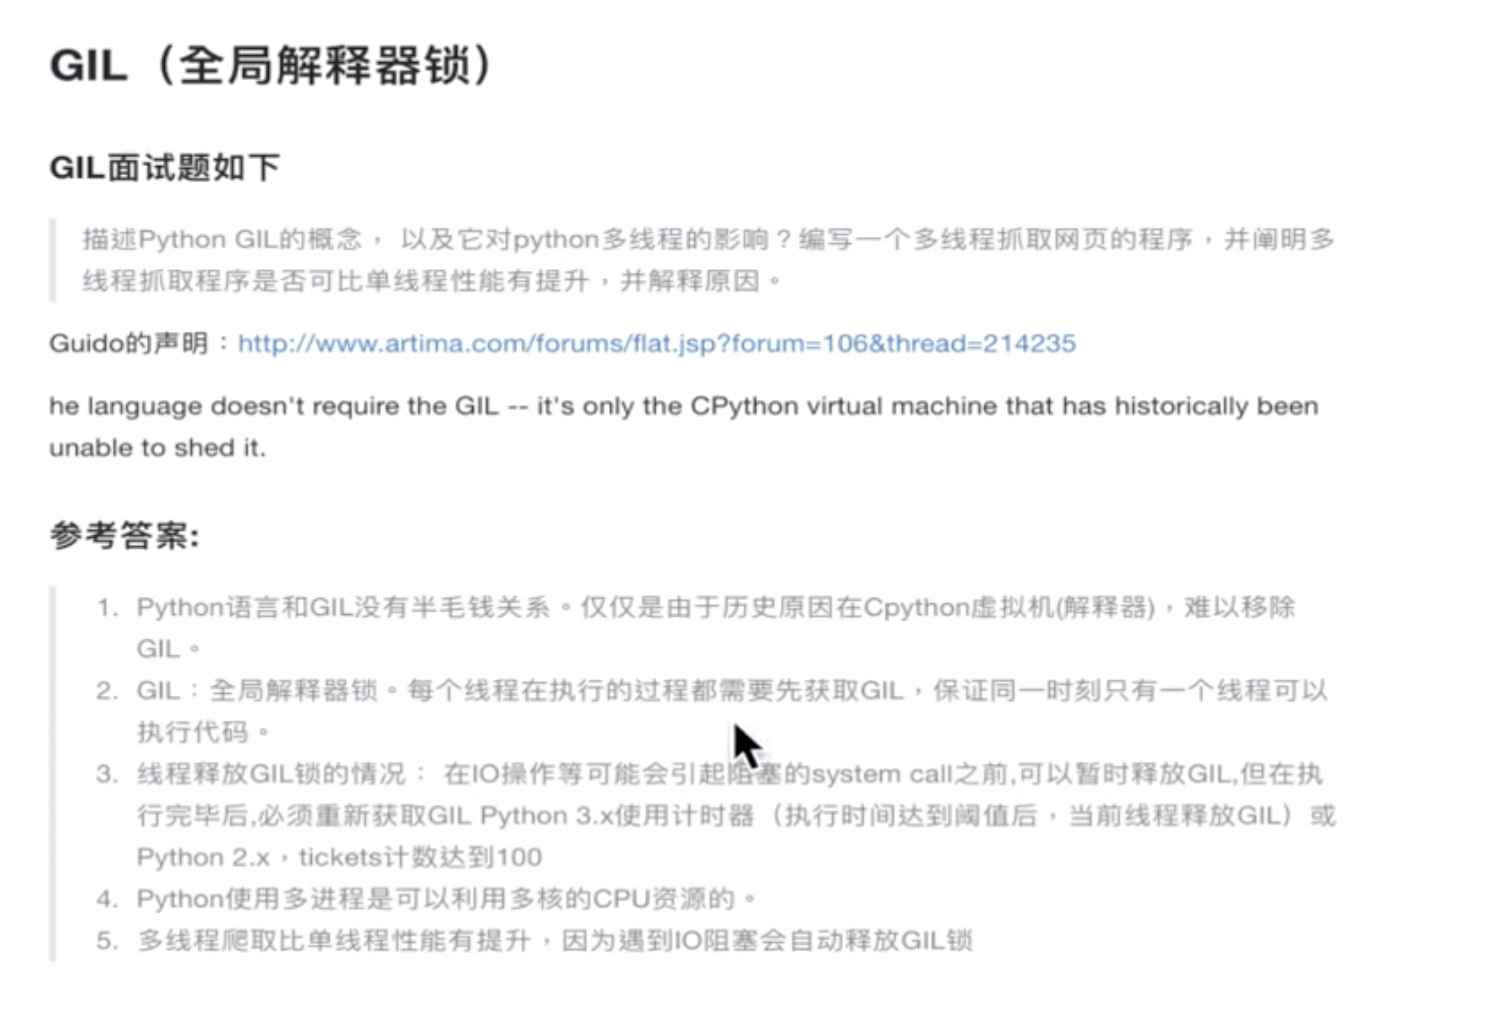 GIL（全局解释器锁）
GIL面试题如下
描述Python GIL的概念， 以及它对python多线程的影响？编写一个多线程抓取网页的程序，并阐明多
线程抓取程序是否可比单线程性能有提升，并解释原因。
Guido的声明：http://www.artima.com/forums/flat.jsp?forum=106&thread=214235
he language doesn't require the GIL -- it's only the CPython virtual machine that has historically been
unable to shed it.
参考答案:
1. Python语言和GIL没有半毛钱关系。仅仅是由于历史原因在Cpython虚拟机(解释器)，难以移除
GIL。
2. GIL：全局解释器锁。每个线程在执行的过程都需要先获取GIL，保证同一时刻只有一个线程可以
执行代码。
3. 线程释放GIL锁的情况： 在IO操作等可能会引起阻塞的system call之前,可以暂时释放GIL,但在执
行完毕后,必须重新获取GIL Python 3.x使用计时器（执行时间达到阈值后，当前线程释放GIL）或
Python 2.x，tickets计数达到100
4. Python使用多进程是可以利用多核的CPU资源的。
5. 多线程爬取比单线程性能有提升，因为遇到IO阻塞会自动释放GIL锁